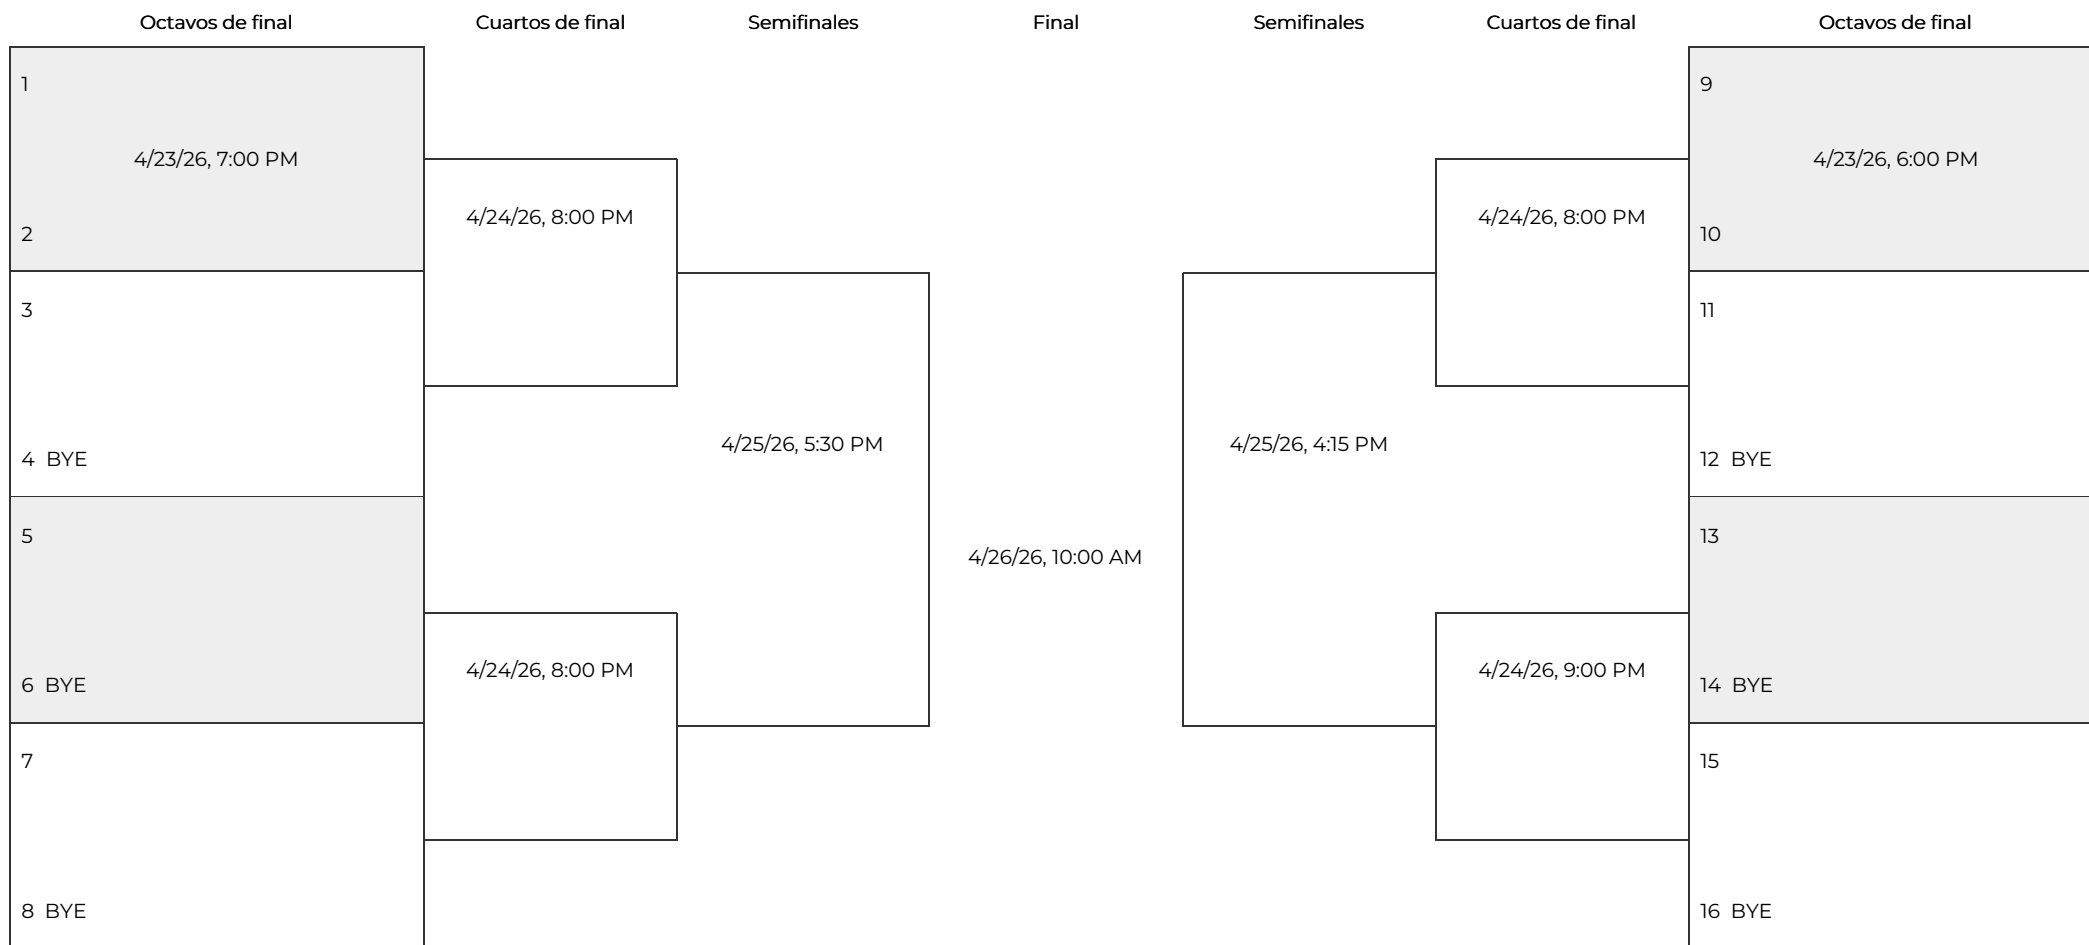 Octavos de final
Cuartos de final
Semifinales
Final
Semifinales
Cuartos de final
Octavos de final
1
4/23/26, 7:00 PM
2
3
4 BYE
5
6 BYE
7
8 BYE
4/24/26, 8:00 PM
4/24/26, 8:00 PM
4/25/26, 5:30 PM
4/26/26, 10:00 AM
4/25/26, 4:15 PM
4/24/26, 8:00 PM
4/24/26, 9:00 PM
9
4/23/26, 6:00 PM
10
11
12 BYE
13
14 BYE
15
16 BYE